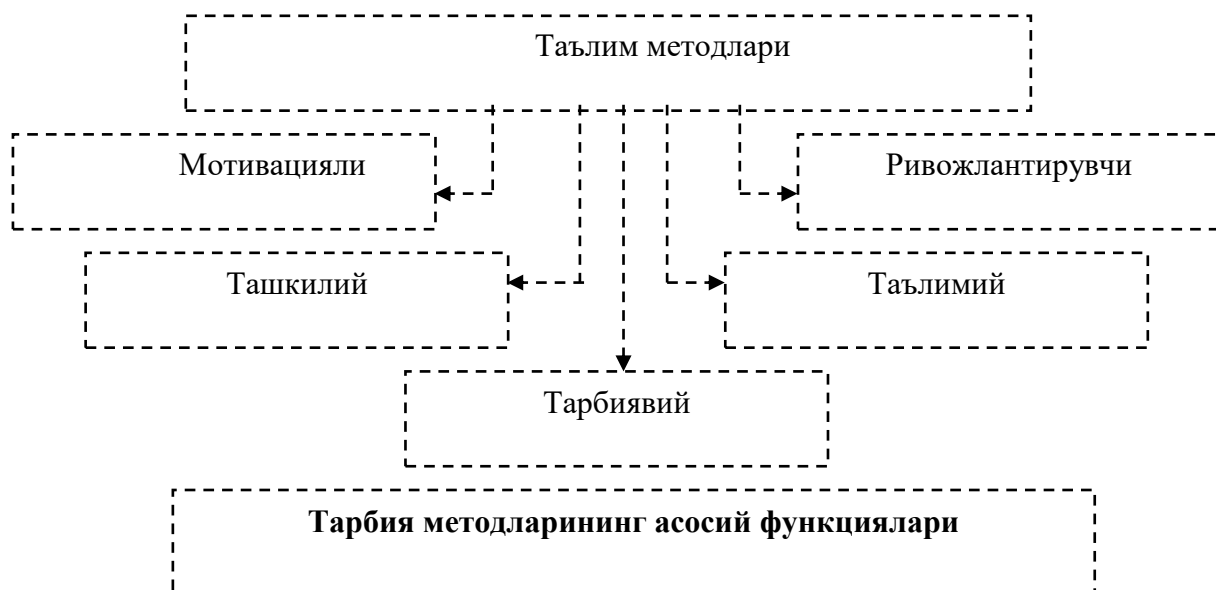 Таълим методлари
Мотивацияли
Ривожлантирувчи
Ташкилий
Таълимий
Тарбиявий
Тарбия методларининг асосий функциялари